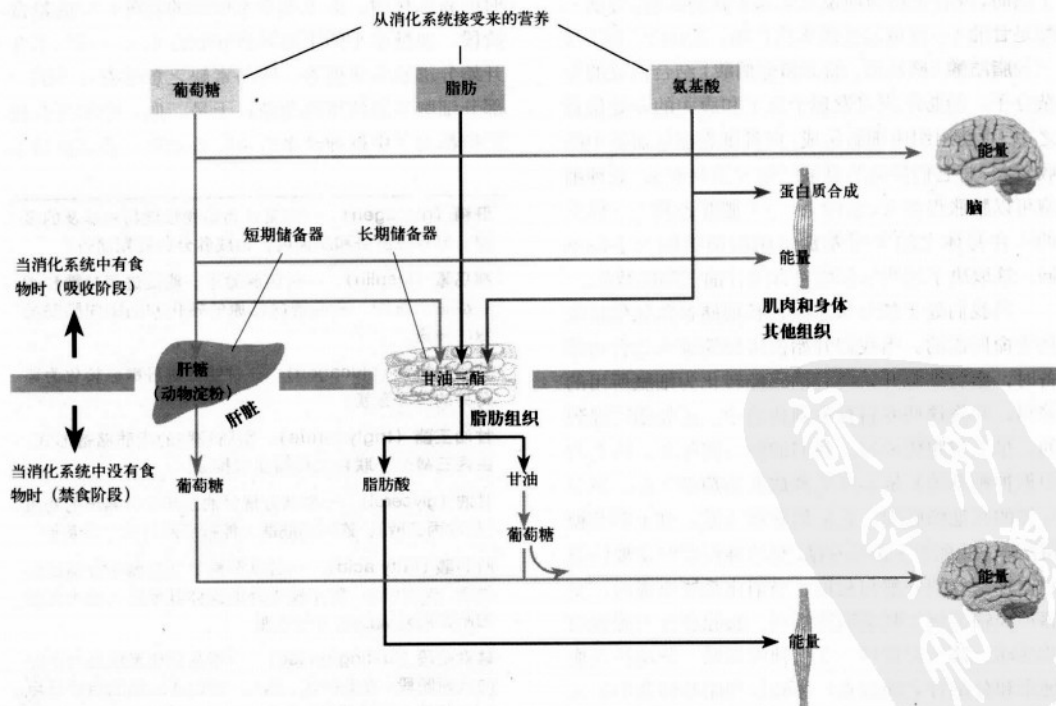 从消化系统接受来的营养
葡萄糖
脂肪
氨基酸
能量
脑
蛋白质合成
短期储备器
长期储备器
能量
当消化系统中有食
物时（吸收阶段）
肌肉和身体
其他组织
肝糖
（动物淀粉）
肝脏
甘油三酯
脂肪组织
当消化系统中没有食
物时（禁食阶段）
葡萄糖
脂肪酸
甘油
葡萄糖
能量
能量